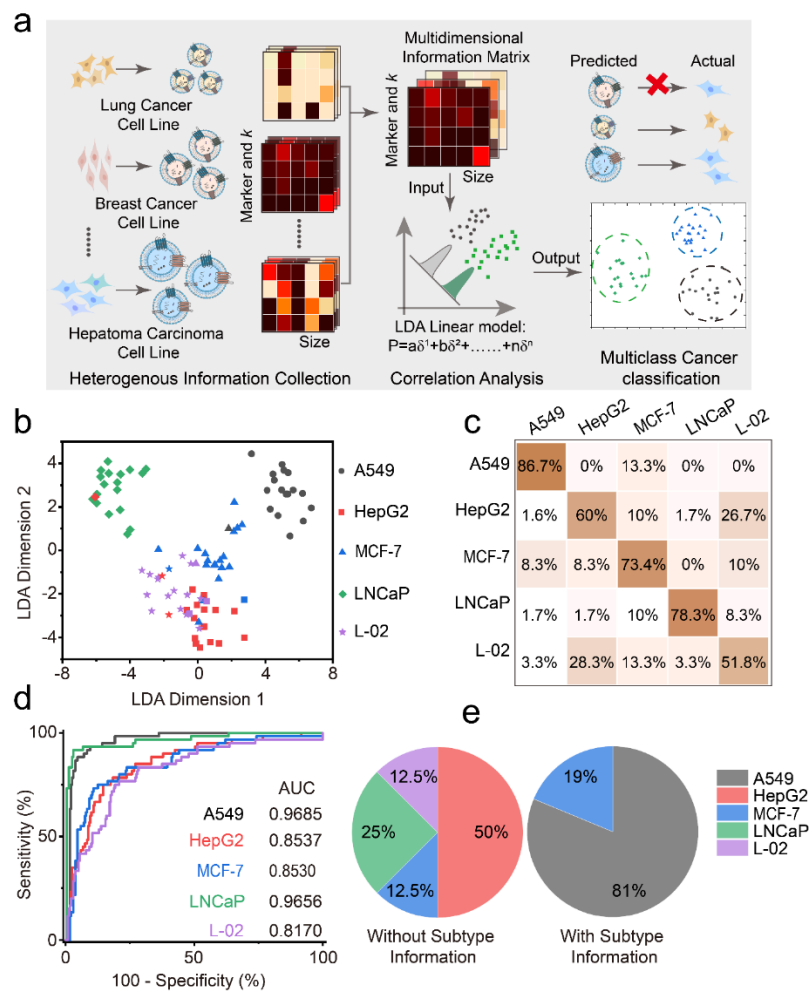 a
Lung Cancer
Cell Line
Breast Cancer
Cell Line
Hepatoma Carcinoma
Cell Line
Marker and k
Size
Heterogenous Information Collection
Multidimensional
Information Matrix
Marker and k
Size
Input
LDA Linear model:
P=aδ¹+bδ²+......+nδⁿ
Correlation Analysis
Predicted
Actual
Output
Multiclass Cancer
classification
b
LDA Dimension 2
4
2
0
-2
-4
-8
-4
0
4
8
LDA Dimension 1
A549
HepG2
MCF-7
LNCaP
L-02
c
A549 HepG2 MCF-7 LNCaP L-02
A549 86.7% 0% 13.3% 0% 0%
HepG2 1.6% 60% 10% 1.7% 26.7%
MCF-7 8.3% 8.3% 73.4% 0% 10%
LNCaP 1.7% 1.7% 10% 78.3% 8.3%
L-02 3.3% 28.3% 13.3% 3.3% 51.8%
d
Sensitivity (%)
100
50
0
0
50
100
100 - Specificity (%)
AUC
A549 0.9685
HepG2 0.8537
MCF-7 0.8530
LNCaP 0.9656
L-02 0.8170
e
12.5%
50%
25%
12.5%
Without Subtype
Information
19%
81%
With Subtype
Information
A549
HepG2
MCF-7
LNCaP
L-02